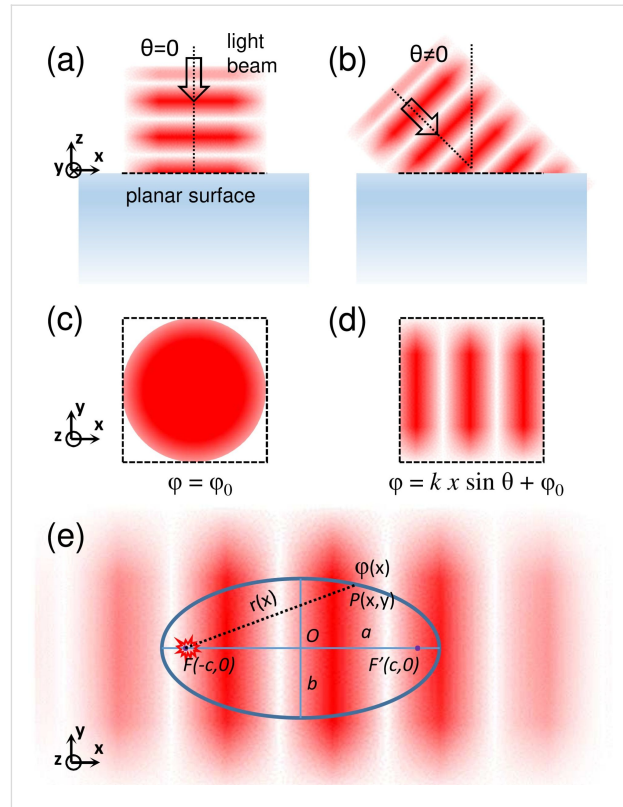 (a)
θ=0
light
beam
z
y
x
planar surface
(b)
θ≠0
(c)
y
z
x
φ = φ0
(d)
φ = k x sin θ + φ0
(e)
φ(x)
r(x)
P(x,y)
O
a
F(-c,0)
F'(c,0)
b
y
z
x